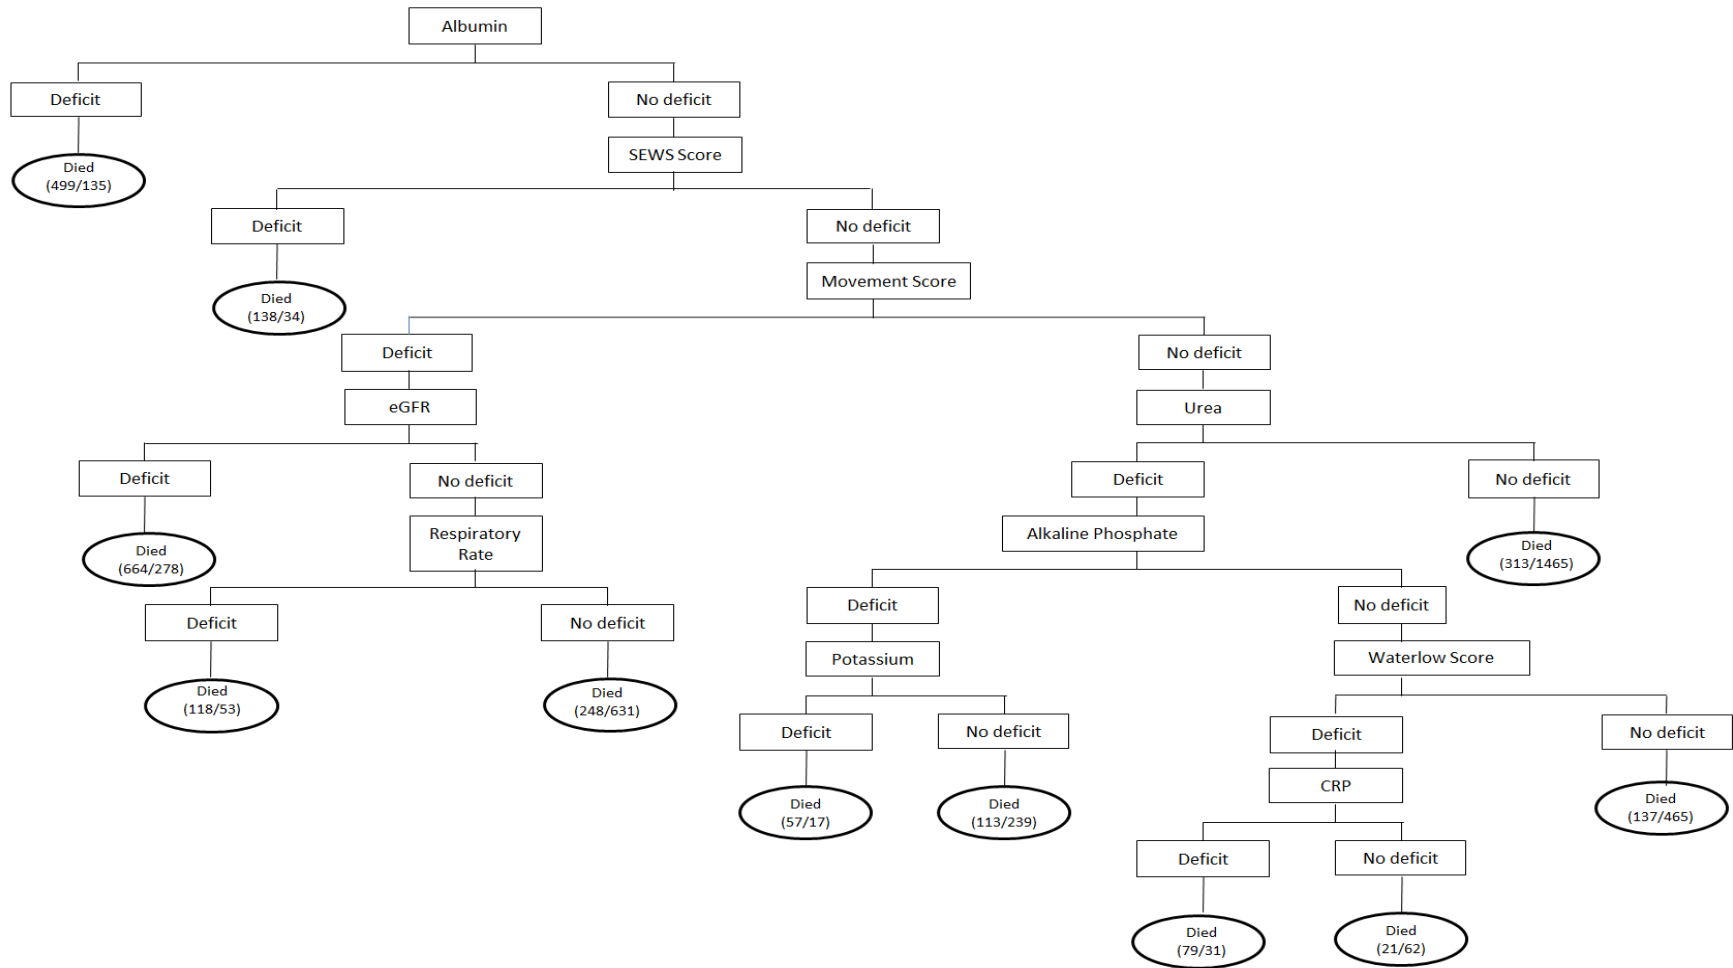 Albumin
Deficit
No deficit
Died
(499/135)
SEWS Score
Deficit
No deficit
Died
(138/34)
Movement Score
Deficit
No deficit
eGFR
Urea
Deficit
No deficit
Deficit
No deficit
Died
(664/278)
Respiratory
Rate
Alkaline Phosphate
Died
(313/1465)
Deficit
No deficit
Deficit
No deficit
Died
(118/53)
Died
(248/631)
Potassium
Waterlow Score
Deficit
No deficit
Deficit
No deficit
Died
(57/17)
Died
(113/239)
CRP
Died
(137/465)
Deficit
No deficit
Died
(79/31)
Died
(21/62)